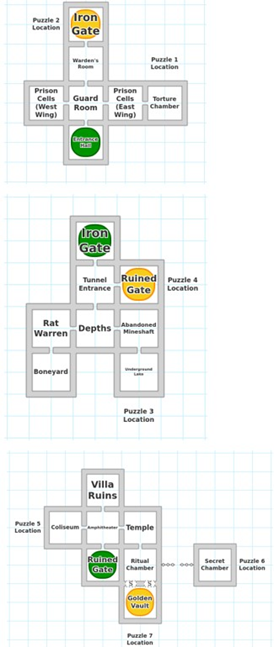 Puzzle 2
Location
Iron
Gate
Warden's
Room
Puzzle 1
Location
Prison
Cells
(West
Wing)
Guard
Room
Prison
Cells
(East
Wing)
Torture
Chamber
Entrance
Hall
Iron
Gate
Tunnel
Entrance
Ruined
Gate
Puzzle 4
Location
Rat
Warren
Depths
Abandoned
Mineshaft
Boneyard
Underground
Lake
Puzzle 3
Location
Villa
Ruins
Puzzle 5
Location
Coliseum
Amphitheater
Temple
Ruined
Gate
Ritual
Chamber
Secret
Chamber
Puzzle 6
Location
S S
Golden
Vault
Puzzle 7
Location